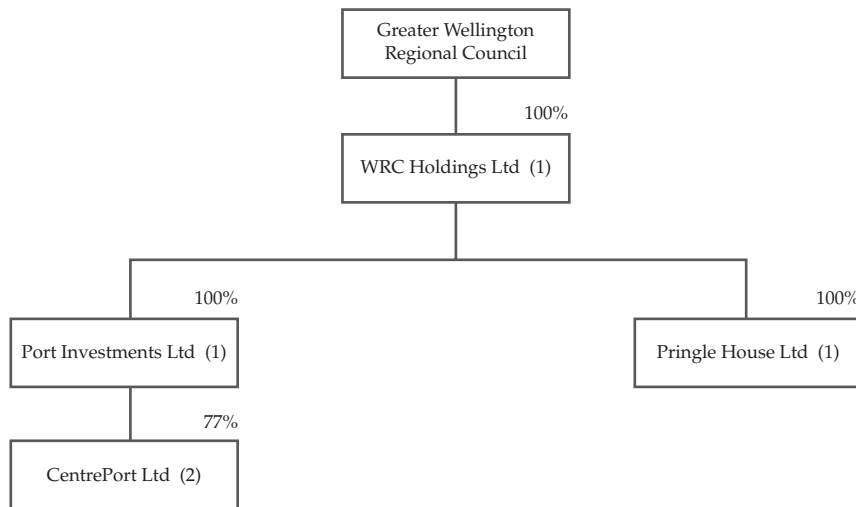 Greater Wellington
Regional Council
100%
WRC Holdings Ltd (1)
100%
100%
Port Investments Ltd (1)
Pringle House Ltd (1)
77%
CentrePort Ltd (2)